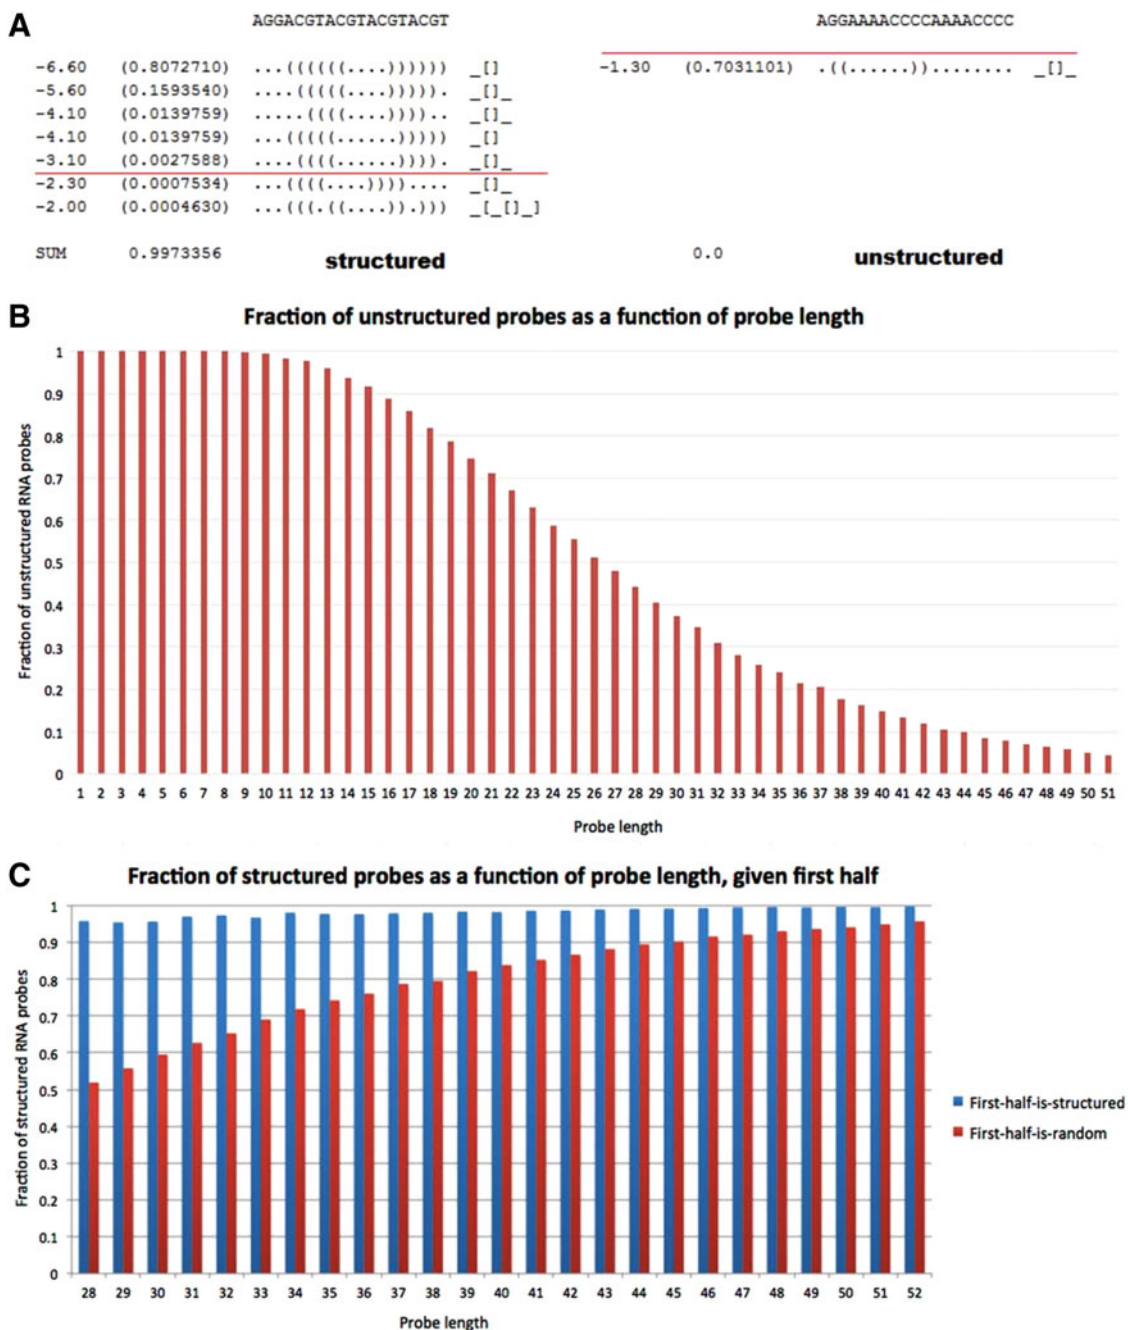 A
AGGACGTACGTACGTACGT
AGGAAAACCCCAAAACCCC
-6.60 (0.8072710) ...((((((....)))))) _[]
-5.60 (0.1593540) ....(((((....))))). _[]_
-4.10 (0.0139759) .....((((....)))).. _[]_
-4.10 (0.0139759) ...(((((......))))) _[]
-3.10 (0.0027588) ....((((......)))). _[]_
-2.30 (0.0007534) ...((((....)))).... _[]_
-2.00 (0.0004630) ...(((.((....)).))) _[_[]_]
SUM 0.9973356
structured
-1.30 (0.7031101) .((......))........ _[]_
0.0
unstructured
B
Fraction of unstructured probes as a function of probe length
Fraction of unstructured RNA probes
1
0.9
0.8
0.7
0.6
0.5
0.4
0.3
0.2
0.1
0
1 2 3 4 5 6 7 8 9 10 11 12 13 14 15 16 17 18 19 20 21 22 23 24 25 26 27 28 29 30 31 32 33 34 35 36 37 38 39 40 41 42 43 44 45 46 47 48 49 50 51
Probe length
C
Fraction of structured probes as a function of probe length, given first half
Fraction of structured RNA probes
1
0.9
0.8
0.7
0.6
0.5
0.4
0.3
0.2
0.1
0
28 29 30 31 32 33 34 35 36 37 38 39 40 41 42 43 44 45 46 47 48 49 50 51 52
Probe length
First-half-is-structured
First-half-is-random